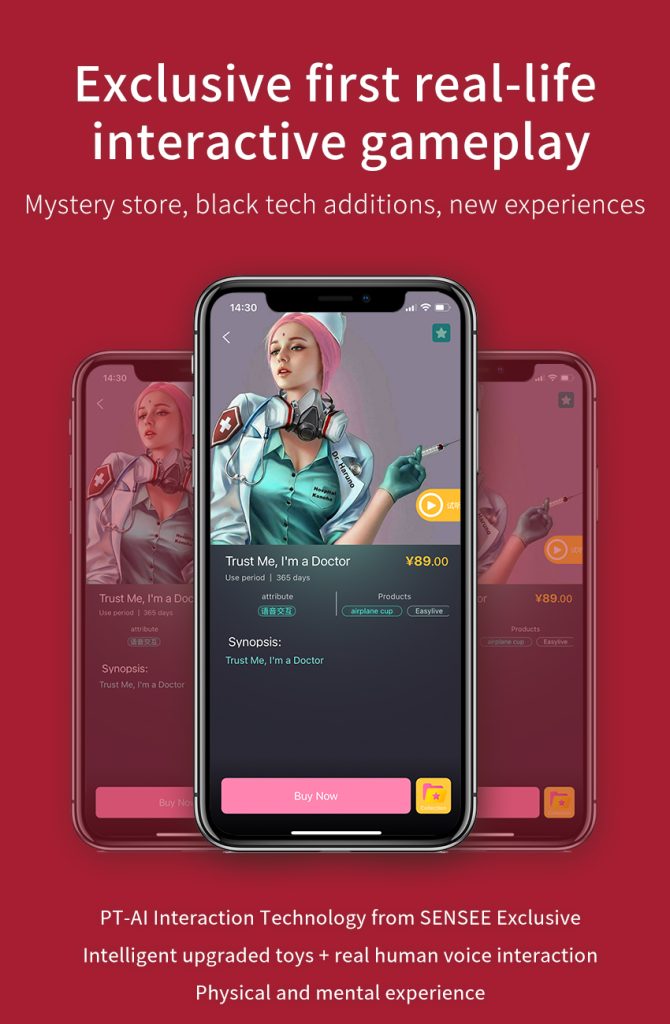 Exclusive first real-life
interactive gameplay
Mystery store, black tech additions, new experiences
14:30
14:30
Dr. Haruno
Hospital
Konoha
试听
Trust Me, I'm a Doctor
¥89.00
Use period | 365 days
attribute
Products
语音交互
airplane cup
Easylive
Synopsis:
Trust Me, I'm a Doctor
Buy Now
Collection
Trust Me, I'm a Do
Use period | 365 days
attribute
语音交互
Synopsis:
Trust Me, I'm a Doctor
Buy No
or
¥89.00
Products
airplane cup
Easylive
PT-AI Interaction Technology from SENSEE Exclusive
Intelligent upgraded toys + real human voice interaction
Physical and mental experience